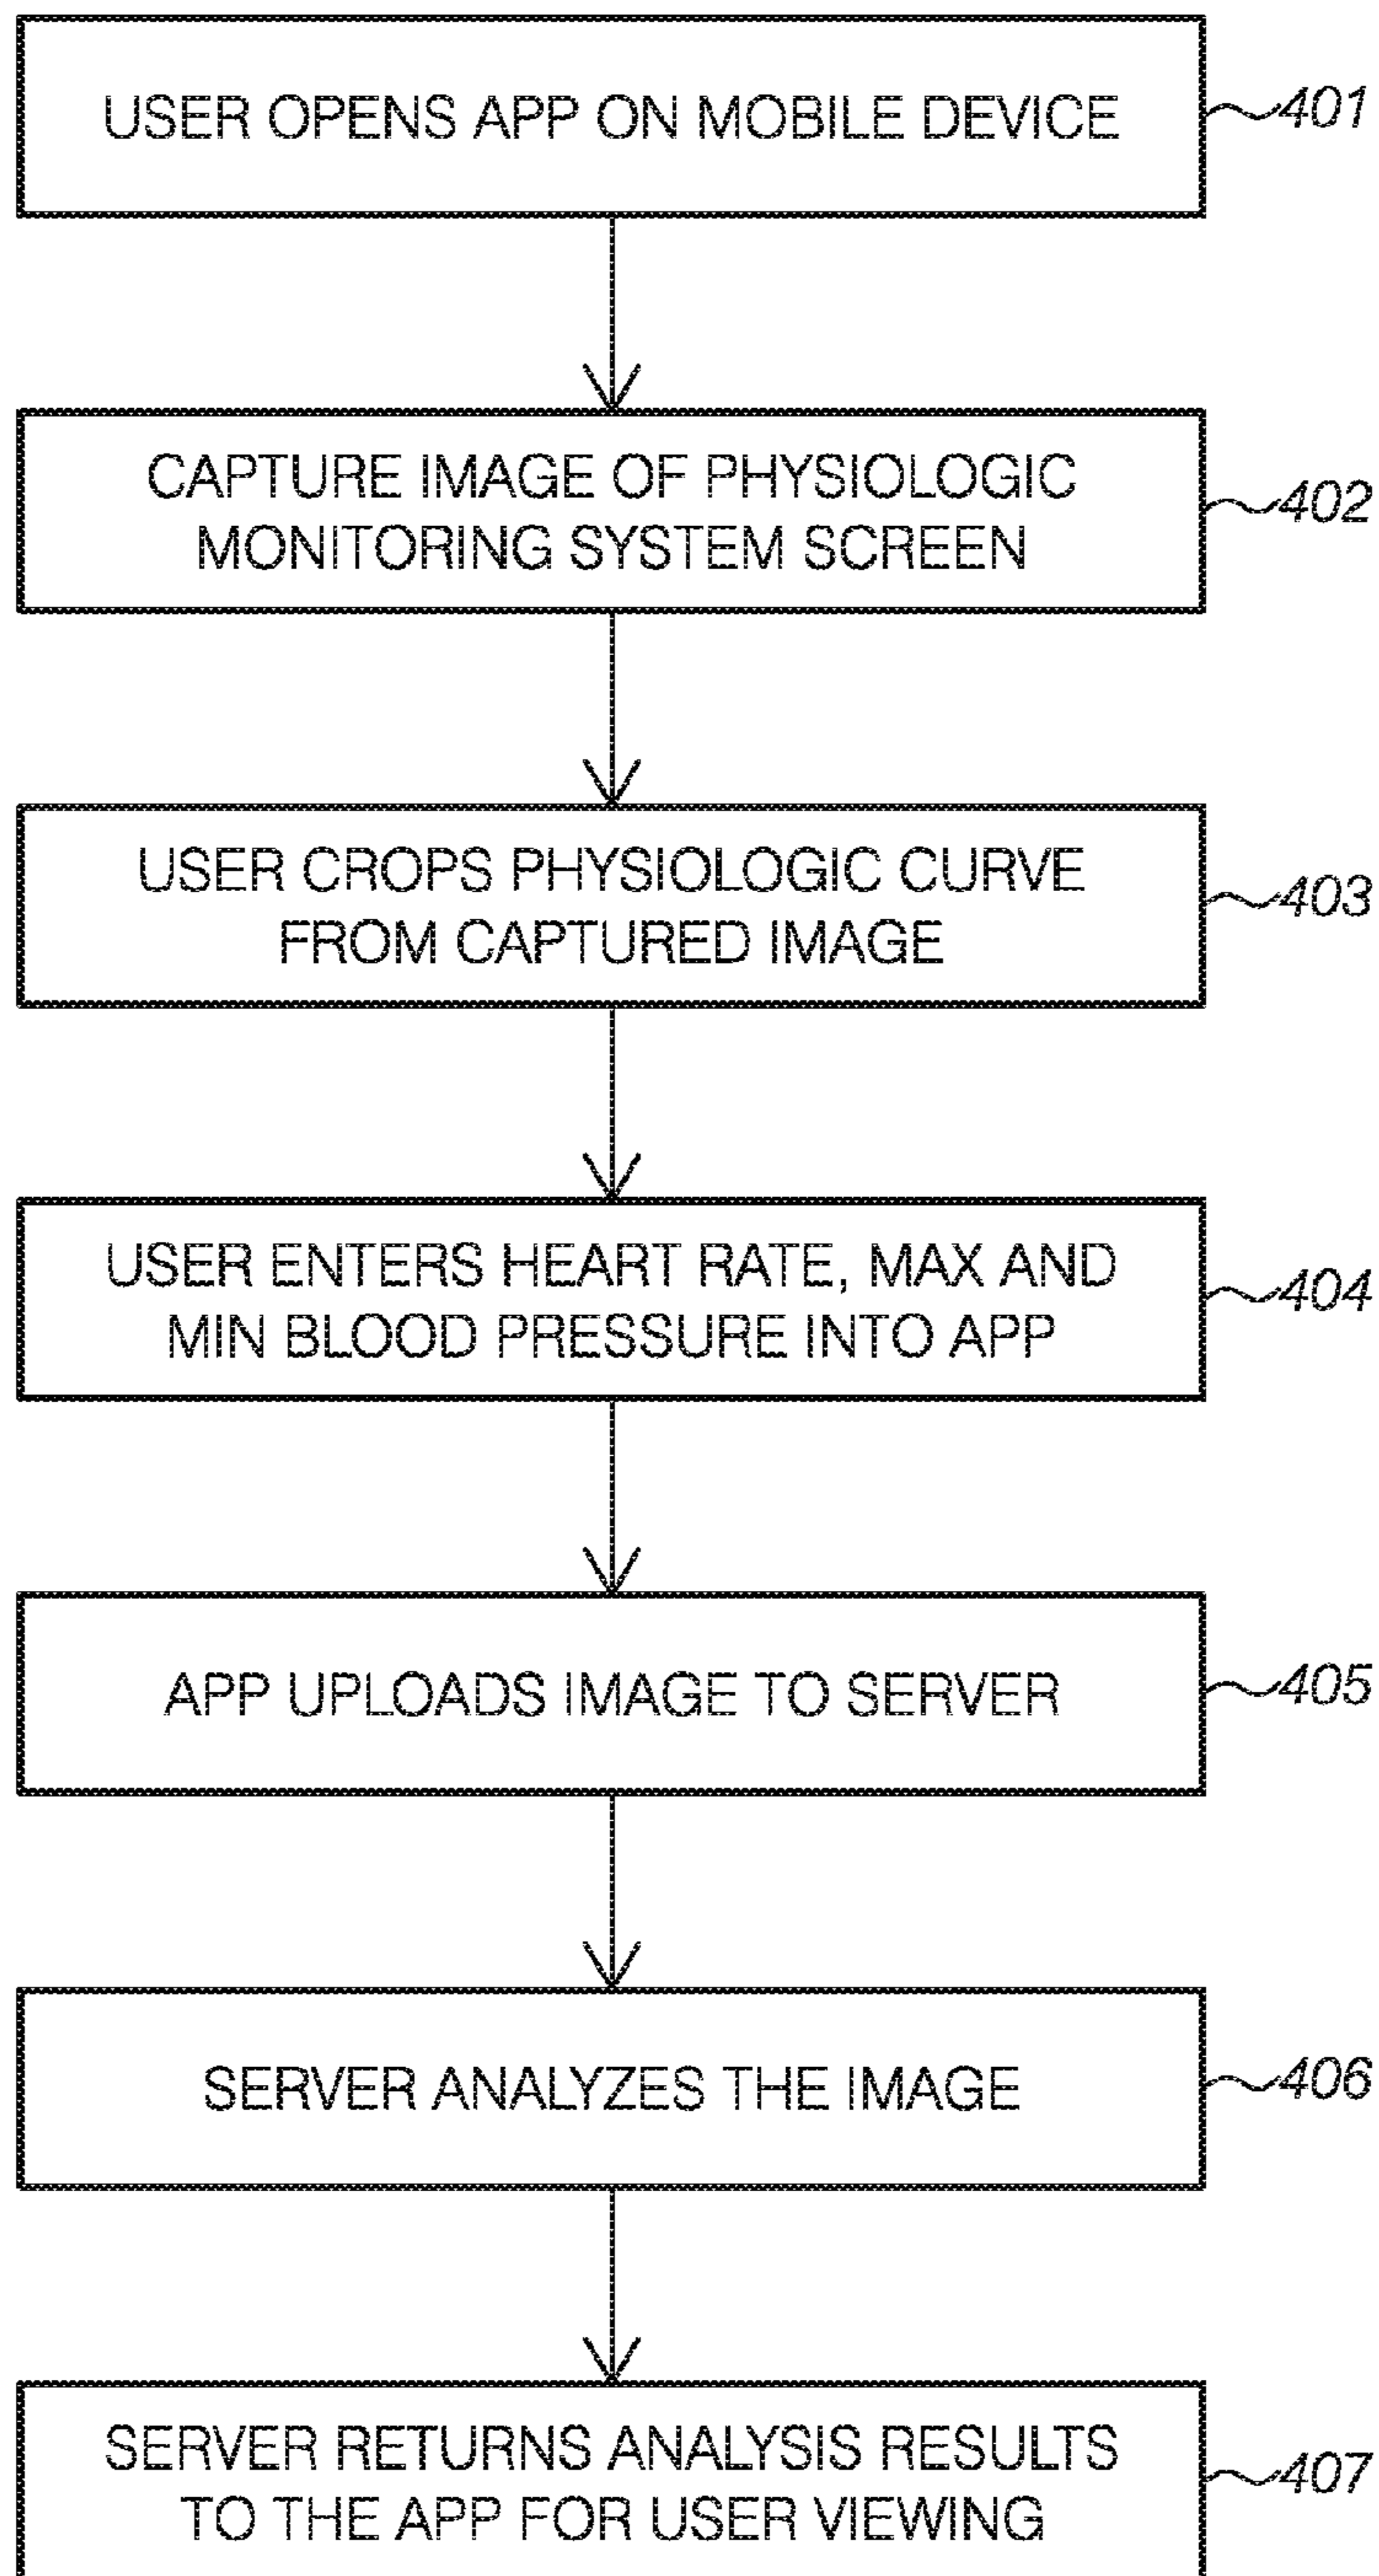 USER OPENS APP ON MOBILE DEVICE
401
CAPTURE IMAGE OF PHYSIOLOGIC
MONITORING SYSTEM SCREEN
402
USER CROPS PHYSIOLOGIC CURVE
FROM CAPTURED IMAGE
403
USER ENTERS HEART RATE, MAX AND
MIN BLOOD PRESSURE INTO APP
404
APP UPLOADS IMAGE TO SERVER
405
SERVER ANALYZES THE IMAGE
406
SERVER RETURNS ANALYSIS RESULTS
TO THE APP FOR USER VIEWING
407